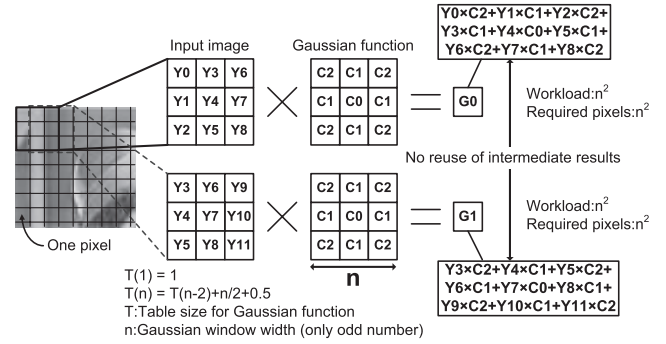 Y0×C2+Y1×C1+Y2×C2+
Y3×C1+Y4×C0+Y5×C1+
Y6×C2+Y7×C1+Y8×C2
Input image
Gaussian function
Y0 Y3 Y6
Y1 Y4 Y7
Y2 Y5 Y8
C2 C1 C2
C1 C0 C1
C2 C1 C2
G0
Workload:n²
Required pixels:n²
No reuse of intermediate results
Y3 Y6 Y9
Y4 Y7 Y10
Y5 Y8 Y11
C2 C1 C2
C1 C0 C1
C2 C1 C2
G1
Workload:n²
Required pixels:n²
One pixel
n
T(1) = 1
T(n) = T(n-2)+n/2+0.5
T:Table size for Gaussian function
n:Gaussian window width (only odd number)
Y3×C2+Y4×C1+Y5×C2+
Y6×C1+Y7×C0+Y8×C1+
Y9×C2+Y10×C1+Y11×C2